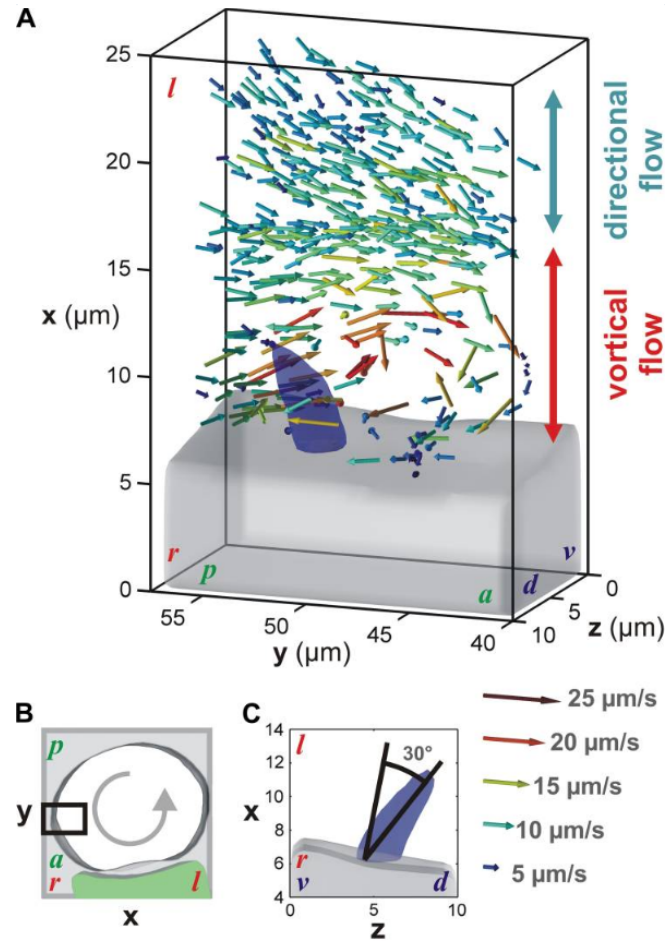 A
25
20
15
10
5
0
x (µm)
l
r
p
a
d
v
55
50
45
40
y (µm)
10
5
0
z (µm)
directional
flow
vortical
flow
B
p
y
a
r
l
x
C
14
12
10
8
6
4
x
l
30°
r
v
d
0
5
10
z
25 µm/s
20 µm/s
15 µm/s
10 µm/s
5 µm/s